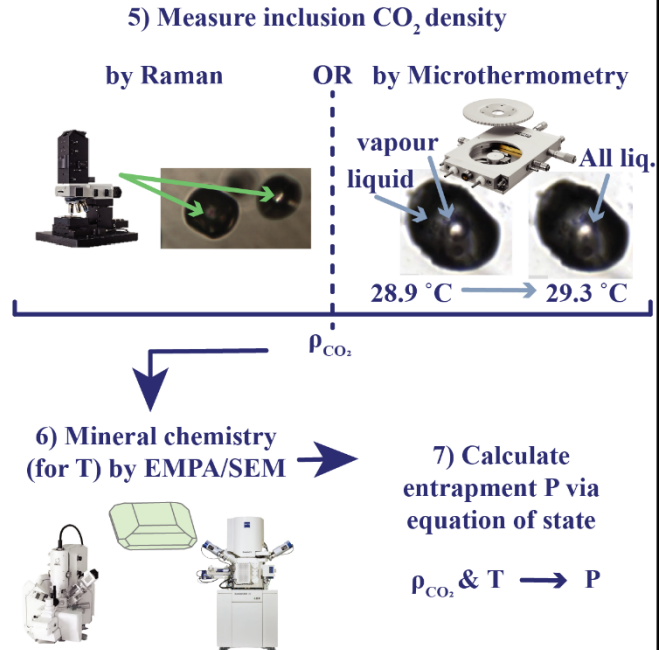 5) Measure inclusion CO₂ density
by Raman
OR
by Microthermometry
vapour
liquid
All liq.
28.9 ˚C
29.3 ˚C
ρCO₂
6) Mineral chemistry
(for T) by EMPA/SEM
7) Calculate
entrapment P via
equation of state
ρCO₂ & T → P